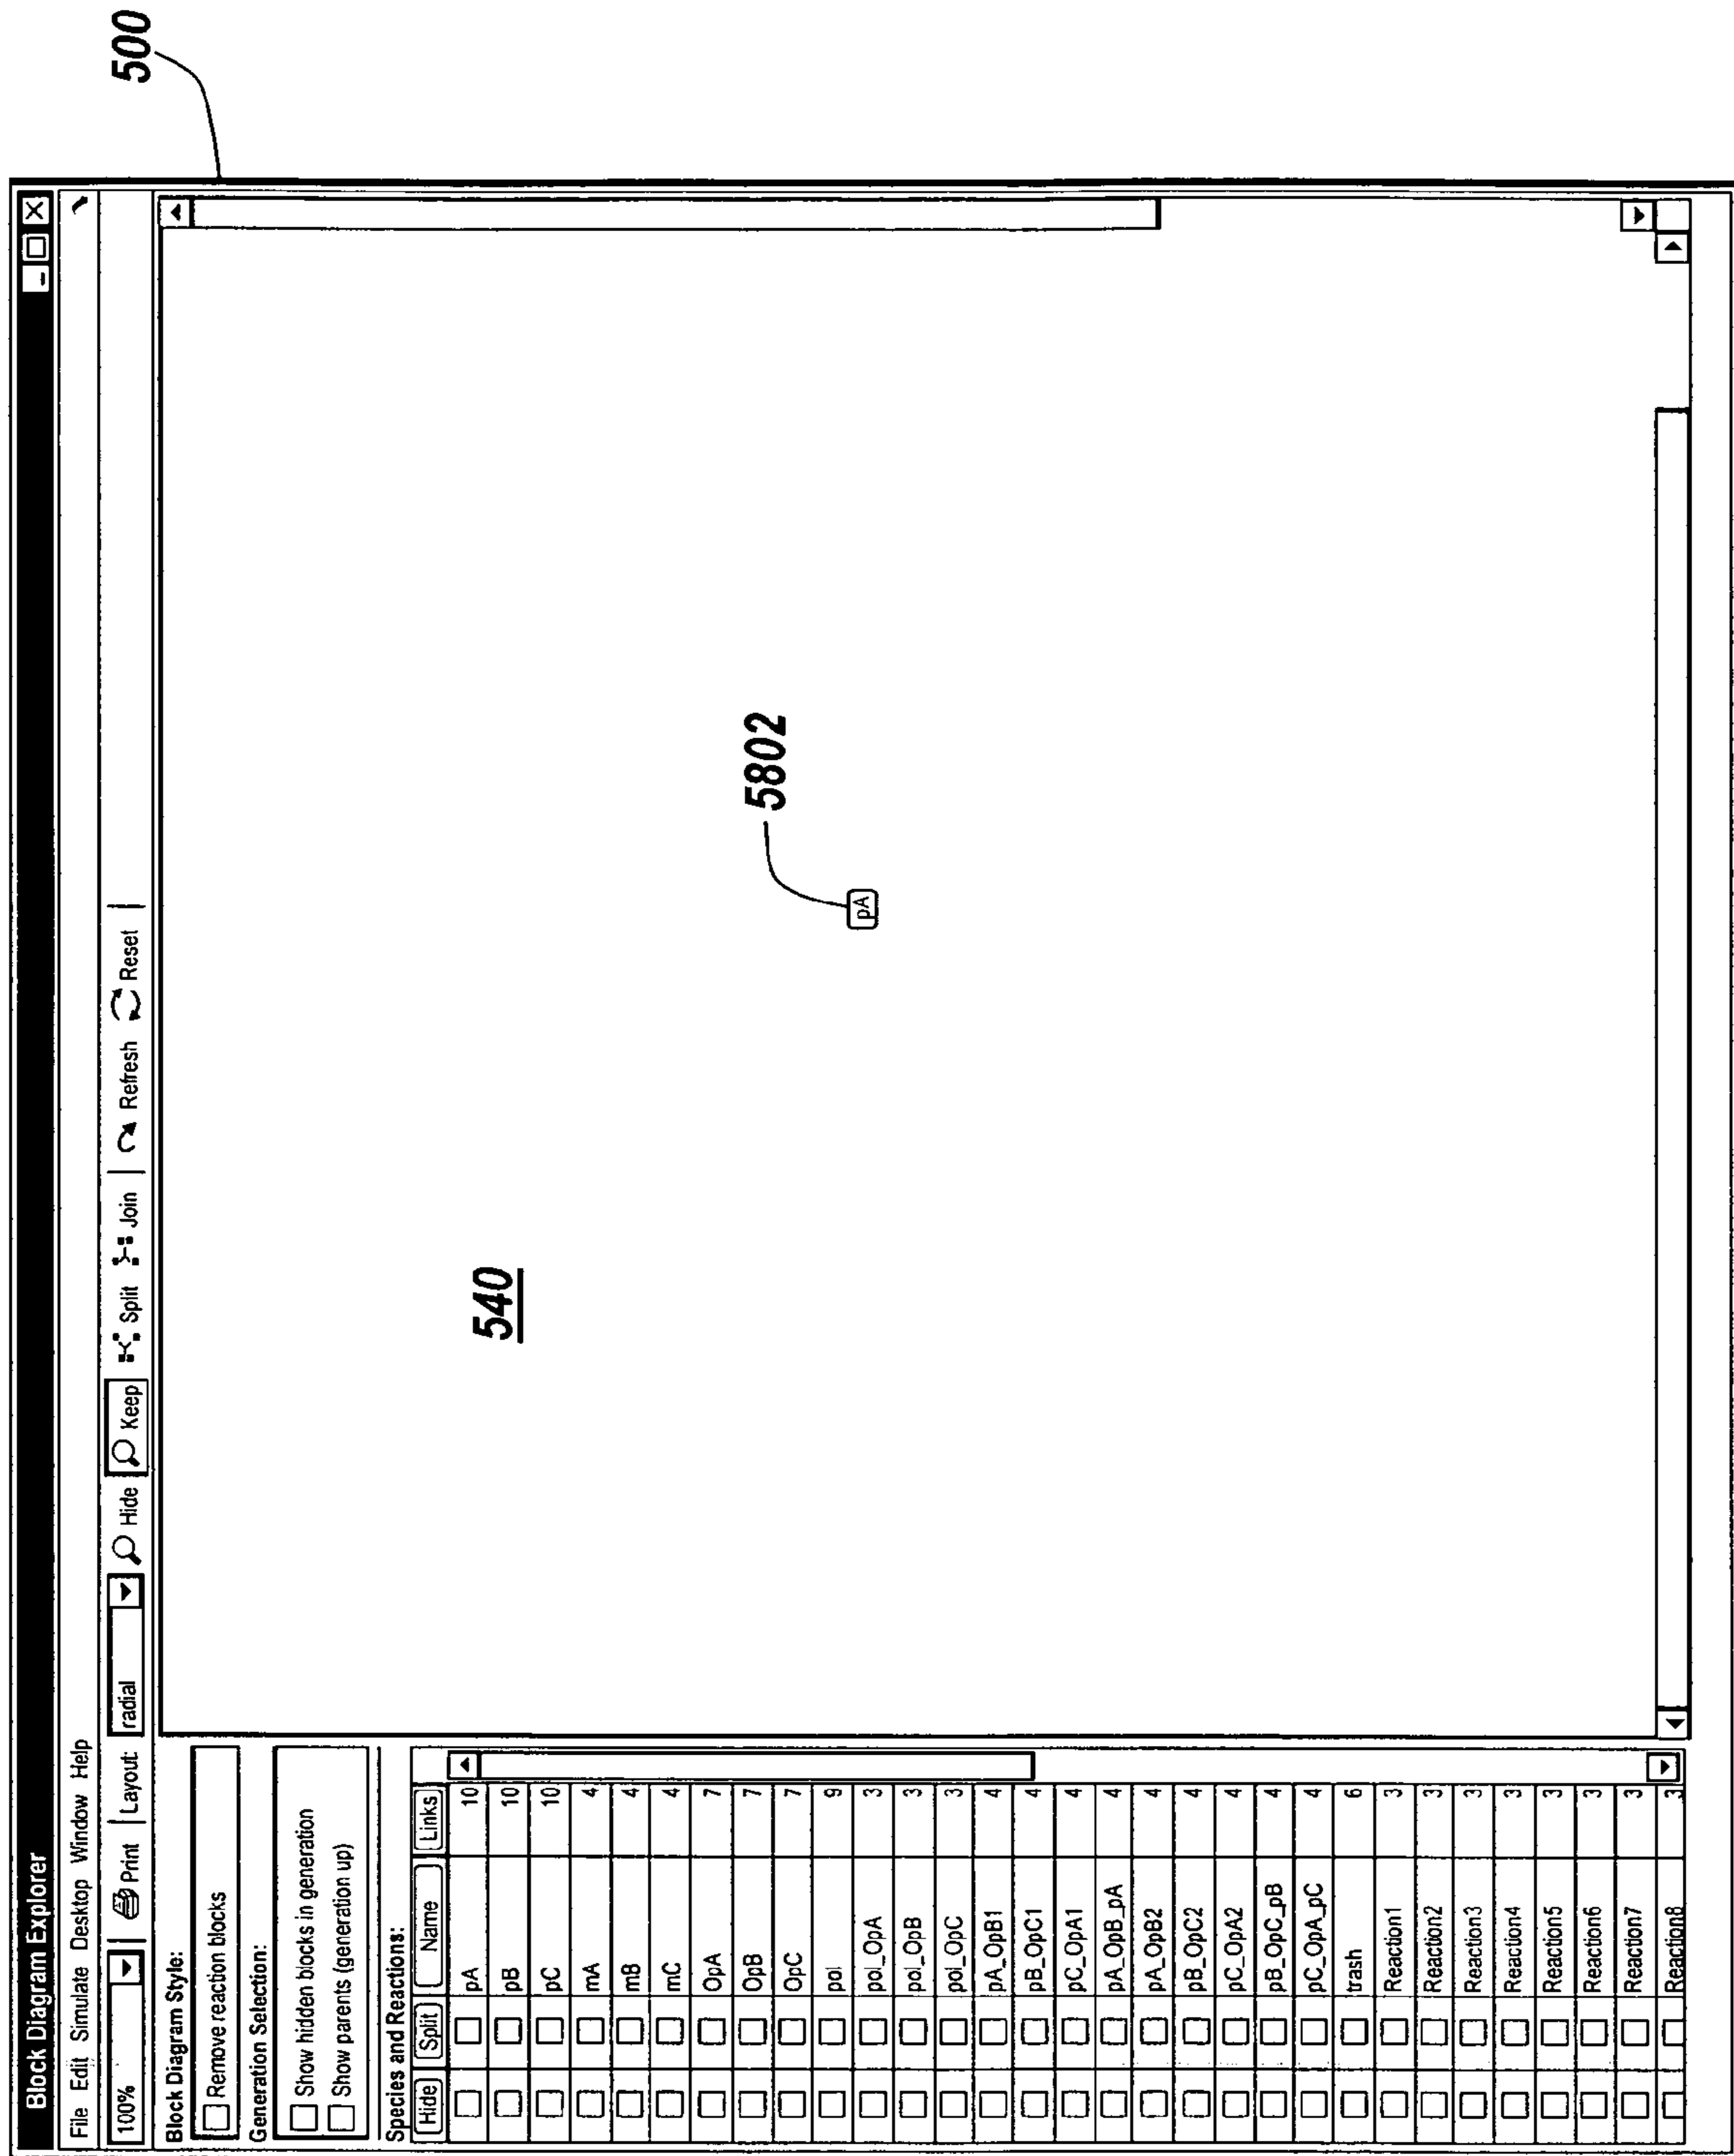 500
Block Diagram Explorer
File Edit Simulate Desktop Window Help
100% Print Layout: radial Hide Keep Split Join Refresh Reset
Block Diagram Style:
Remove reaction blocks
Generation Selection:
Show hidden blocks in generation
Show parents (generation up)
Species and Reactions:
Hide Split Name Links
pA 10
pB 10
pC 10
mA 4
mB 4
mC 4
OpA 7
OpB 7
OpC 7
pol 9
pol_OpA 3
pol_OpB 3
pol_OpC 3
pA_OpB1 4
pB_OpC1 4
pC_OpA1 4
pA_OpB_pA 4
pA_OpB2 4
pB_OpC2 4
pC_OpA2 4
pB_OpC_pB 4
pC_OpA_pC 4
trash 6
Reaction1 3
Reaction2 3
Reaction3 3
Reaction4 3
Reaction5 3
Reaction6 3
Reaction7 3
Reaction8 3
540
5802
pA